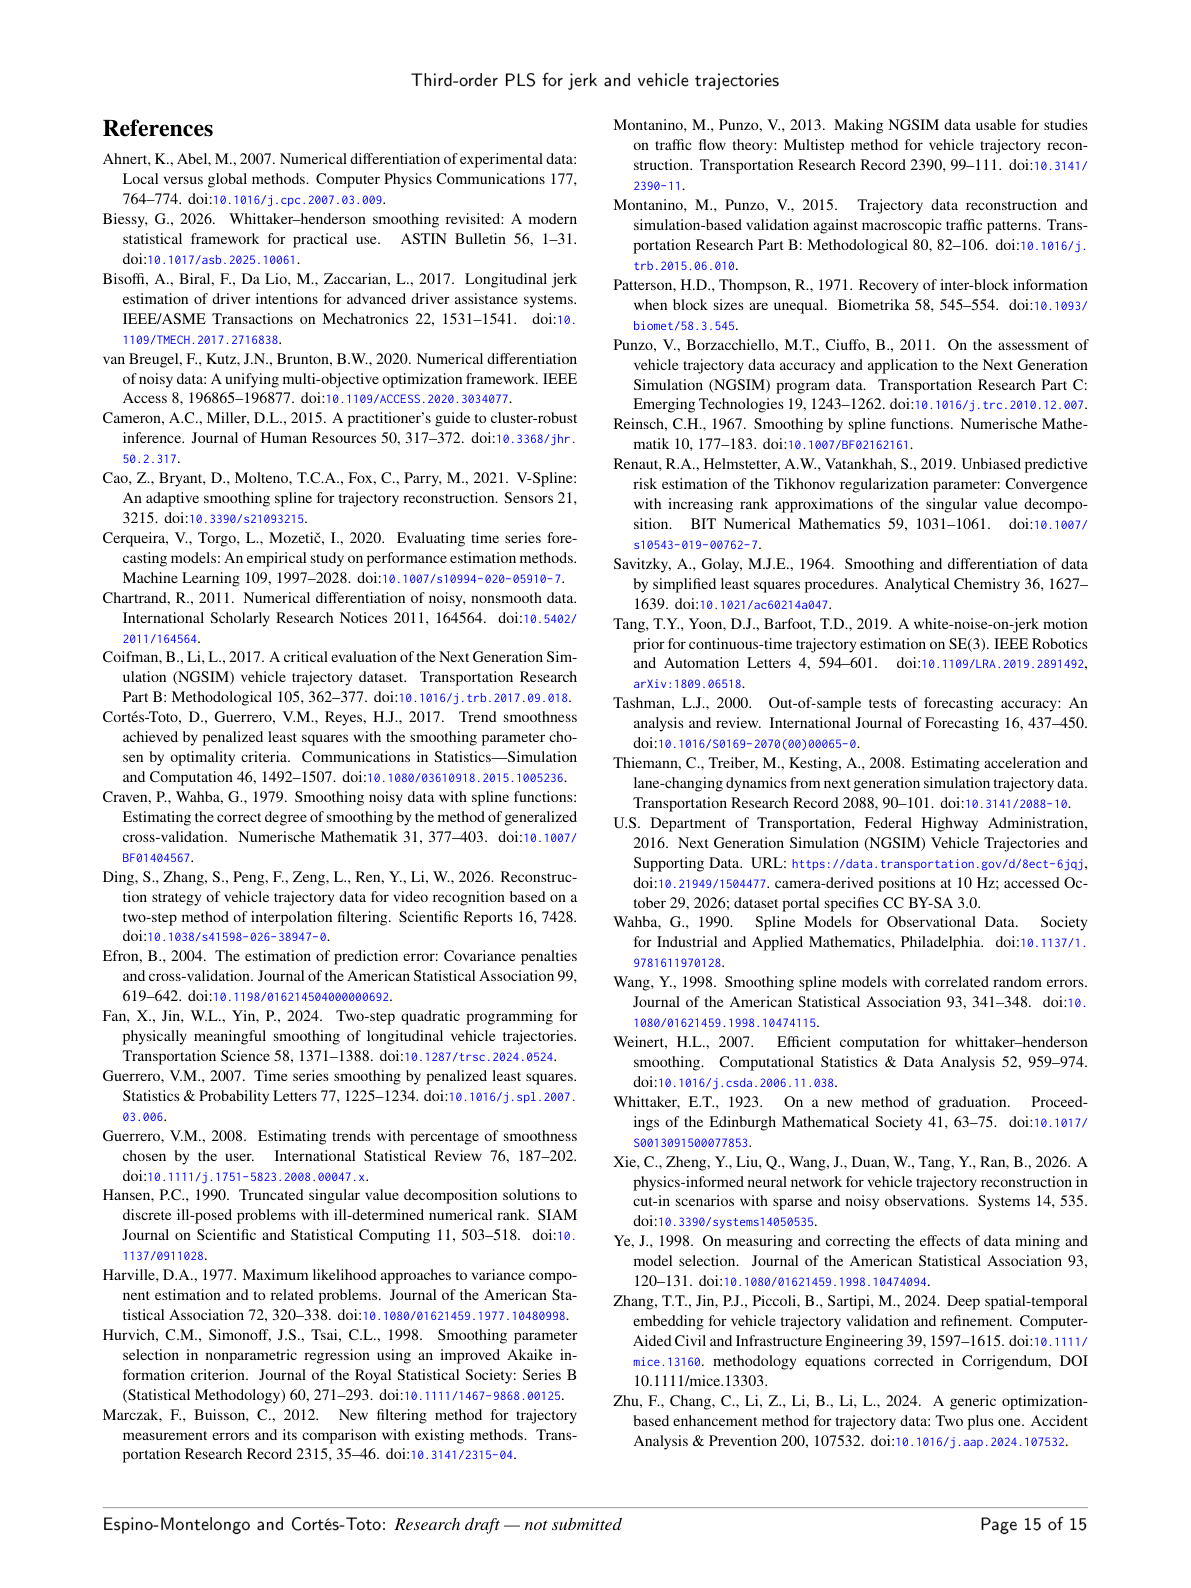 Third-order PLS for jerk and vehicle trajectories
References
Ahnert, K., Abel, M., 2007. Numerical differentiation of experimental data:
Local versus global methods. Computer Physics Communications 177,
764–774. doi:10.1016/j.cpc.2007.03.009.
Biessy, G., 2026. Whittaker–henderson smoothing revisited: A modern
statistical framework for practical use. ASTIN Bulletin 56, 1–31.
doi:10.1017/asb.2025.10061.
Bisoffi, A., Biral, F., Da Lio, M., Zaccarian, L., 2017. Longitudinal jerk
estimation of driver intentions for advanced driver assistance systems.
IEEE/ASME Transactions on Mechatronics 22, 1531–1541. doi:10.
1109/TMECH.2017.2716838.
van Breugel, F., Kutz, J.N., Brunton, B.W., 2020. Numerical differentiation
of noisy data: A unifying multi-objective optimization framework. IEEE
Access 8, 196865–196877. doi:10.1109/ACCESS.2020.3034077.
Cameron, A.C., Miller, D.L., 2015. A practitioner's guide to cluster-robust
inference. Journal of Human Resources 50, 317–372. doi:10.3368/jhr.
50.2.317.
Cao, Z., Bryant, D., Molteno, T.C.A., Fox, C., Parry, M., 2021. V-Spline:
An adaptive smoothing spline for trajectory reconstruction. Sensors 21,
3215. doi:10.3390/s21093215.
Cerqueira, V., Torgo, L., Mozetič, I., 2020. Evaluating time series fore-
casting models: An empirical study on performance estimation methods.
Machine Learning 109, 1997–2028. doi:10.1007/s10994-020-05910-7.
Chartrand, R., 2011. Numerical differentiation of noisy, nonsmooth data.
International Scholarly Research Notices 2011, 164564. doi:10.5402/
2011/164564.
Coifman, B., Li, L., 2017. A critical evaluation of the Next Generation Sim-
ulation (NGSIM) vehicle trajectory dataset. Transportation Research
Part B: Methodological 105, 362–377. doi:10.1016/j.trb.2017.09.018.
Cortés-Toto, D., Guerrero, V.M., Reyes, H.J., 2017. Trend smoothness
achieved by penalized least squares with the smoothing parameter cho-
sen by optimality criteria. Communications in Statistics—Simulation
and Computation 46, 1492–1507. doi:10.1080/03610918.2015.1005236.
Craven, P., Wahba, G., 1979. Smoothing noisy data with spline functions:
Estimating the correct degree of smoothing by the method of generalized
cross-validation. Numerische Mathematik 31, 377–403. doi:10.1007/
BF01404567.
Ding, S., Zhang, S., Peng, F., Zeng, L., Ren, Y., Li, W., 2026. Reconstruc-
tion strategy of vehicle trajectory data for video recognition based on a
two-step method of interpolation filtering. Scientific Reports 16, 7428.
doi:10.1038/s41598-026-38947-0.
Efron, B., 2004. The estimation of prediction error: Covariance penalties
and cross-validation. Journal of the American Statistical Association 99,
619–642. doi:10.1198/016214504000000692.
Fan, X., Jin, W.L., Yin, P., 2024. Two-step quadratic programming for
physically meaningful smoothing of longitudinal vehicle trajectories.
Transportation Science 58, 1371–1388. doi:10.1287/trsc.2024.0524.
Guerrero, V.M., 2007. Time series smoothing by penalized least squares.
Statistics & Probability Letters 77, 1225–1234. doi:10.1016/j.spl.2007.
03.006.
Guerrero, V.M., 2008. Estimating trends with percentage of smoothness
chosen by the user. International Statistical Review 76, 187–202.
doi:10.1111/j.1751-5823.2008.00047.x.
Hansen, P.C., 1990. Truncated singular value decomposition solutions to
discrete ill-posed problems with ill-determined numerical rank. SIAM
Journal on Scientific and Statistical Computing 11, 503–518. doi:10.
1137/0911028.
Harville, D.A., 1977. Maximum likelihood approaches to variance compo-
nent estimation and to related problems. Journal of the American Sta-
tistical Association 72, 320–338. doi:10.1080/01621459.1977.10480998.
Hurvich, C.M., Simonoff, J.S., Tsai, C.L., 1998. Smoothing parameter
selection in nonparametric regression using an improved Akaike in-
formation criterion. Journal of the Royal Statistical Society: Series B
(Statistical Methodology) 60, 271–293. doi:10.1111/1467-9868.00125.
Marczak, F., Buisson, C., 2012. New filtering method for trajectory
measurement errors and its comparison with existing methods. Trans-
portation Research Record 2315, 35–46. doi:10.3141/2315-04.
Montanino, M., Punzo, V., 2013. Making NGSIM data usable for studies
on traffic flow theory: Multistep method for vehicle trajectory recon-
struction. Transportation Research Record 2390, 99–111. doi:10.3141/
2390-11.
Montanino, M., Punzo, V., 2015. Trajectory data reconstruction and
simulation-based validation against macroscopic traffic patterns. Trans-
portation Research Part B: Methodological 80, 82–106. doi:10.1016/j.
trb.2015.06.010.
Patterson, H.D., Thompson, R., 1971. Recovery of inter-block information
when block sizes are unequal. Biometrika 58, 545–554. doi:10.1093/
biomet/58.3.545.
Punzo, V., Borzacchiello, M.T., Ciuffo, B., 2011. On the assessment of
vehicle trajectory data accuracy and application to the Next Generation
Simulation (NGSIM) program data. Transportation Research Part C:
Emerging Technologies 19, 1243–1262. doi:10.1016/j.trc.2010.12.007.
Reinsch, C.H., 1967. Smoothing by spline functions. Numerische Mathe-
matik 10, 177–183. doi:10.1007/BF02162161.
Renaut, R.A., Helmstetter, A.W., Vatankhah, S., 2019. Unbiased predictive
risk estimation of the Tikhonov regularization parameter: Convergence
with increasing rank approximations of the singular value decompo-
sition. BIT Numerical Mathematics 59, 1031–1061. doi:10.1007/
s10543-019-00762-7.
Savitzky, A., Golay, M.J.E., 1964. Smoothing and differentiation of data
by simplified least squares procedures. Analytical Chemistry 36, 1627–
1639. doi:10.1021/ac60214a047.
Tang, T.Y., Yoon, D.J., Barfoot, T.D., 2019. A white-noise-on-jerk motion
prior for continuous-time trajectory estimation on SE(3). IEEE Robotics
and Automation Letters 4, 594–601. doi:10.1109/LRA.2019.2891492,
arXiv:1809.06518.
Tashman, L.J., 2000. Out-of-sample tests of forecasting accuracy: An
analysis and review. International Journal of Forecasting 16, 437–450.
doi:10.1016/S0169-2070(00)00065-0.
Thiemann, C., Treiber, M., Kesting, A., 2008. Estimating acceleration and
lane-changing dynamics from next generation simulation trajectory data.
Transportation Research Record 2088, 90–101. doi:10.3141/2088-10.
U.S. Department of Transportation, Federal Highway Administration,
2016. Next Generation Simulation (NGSIM) Vehicle Trajectories and
Supporting Data. URL: https://data.transportation.gov/d/8ect-6jqj,
doi:10.21949/1504477. camera-derived positions at 10 Hz; accessed Oc-
tober 29, 2026; dataset portal specifies CC BY-SA 3.0.
Wahba, G., 1990. Spline Models for Observational Data. Society
for Industrial and Applied Mathematics, Philadelphia. doi:10.1137/1.
9781611970128.
Wang, Y., 1998. Smoothing spline models with correlated random errors.
Journal of the American Statistical Association 93, 341–348. doi:10.
1080/01621459.1998.10474115.
Weinert, H.L., 2007. Efficient computation for whittaker–henderson
smoothing. Computational Statistics & Data Analysis 52, 959–974.
doi:10.1016/j.csda.2006.11.038.
Whittaker, E.T., 1923. On a new method of graduation. Proceed-
ings of the Edinburgh Mathematical Society 41, 63–75. doi:10.1017/
S0013091500077853.
Xie, C., Zheng, Y., Liu, Q., Wang, J., Duan, W., Tang, Y., Ran, B., 2026. A
physics-informed neural network for vehicle trajectory reconstruction in
cut-in scenarios with sparse and noisy observations. Systems 14, 535.
doi:10.3390/systems14050535.
Ye, J., 1998. On measuring and correcting the effects of data mining and
model selection. Journal of the American Statistical Association 93,
120–131. doi:10.1080/01621459.1998.10474094.
Zhang, T.T., Jin, P.J., Piccoli, B., Sartipi, M., 2024. Deep spatial-temporal
embedding for vehicle trajectory validation and refinement. Computer-
Aided Civil and Infrastructure Engineering 39, 1597–1615. doi:10.1111/
mice.13160. methodology equations corrected in Corrigendum, DOI
10.1111/mice.13303.
Zhu, F., Chang, C., Li, Z., Li, B., Li, L., 2024. A generic optimization-
based enhancement method for trajectory data: Two plus one. Accident
Analysis & Prevention 200, 107532. doi:10.1016/j.aap.2024.107532.
Espino-Montelongo and Cortés-Toto: Research draft — not submitted
Page 15 of 15